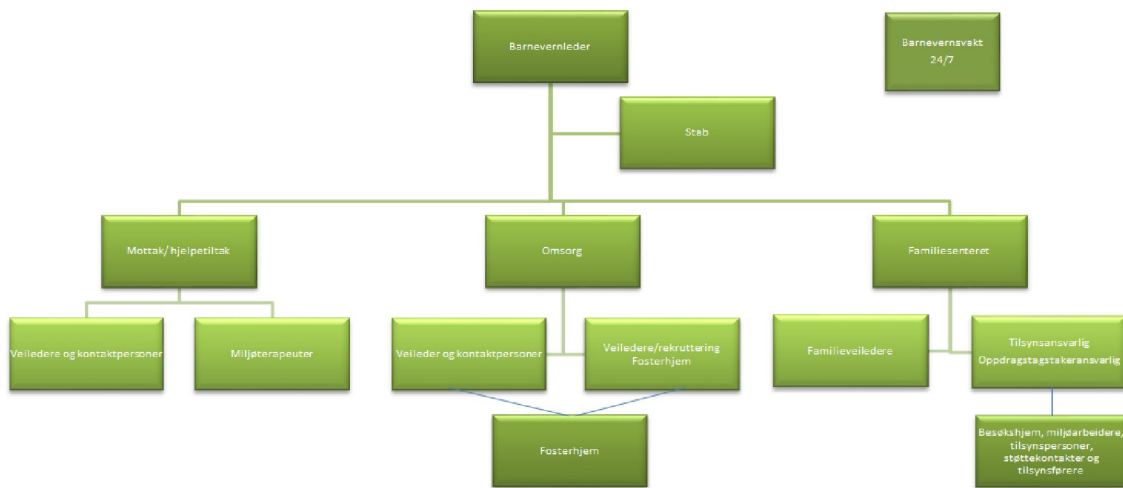 Barnevernleder
Barnevernsvakt
24/7
Stab
Mottak/ hjelpetiltak
Omsorg
Familiesenteret
Veiledere og kontaktpersoner
Miljøterapeuter
Veileder og kontaktpersoner
Veiledere/rekruttering
Fosterhjem
Familieveiledere
Tilsynsansvarlig
Oppdragstagstakeransvarlig
Fosterhjem
Besøkshjem, miljøarbeidere,
tilsynspersoner,
støttekontakter og
tilsynsførere